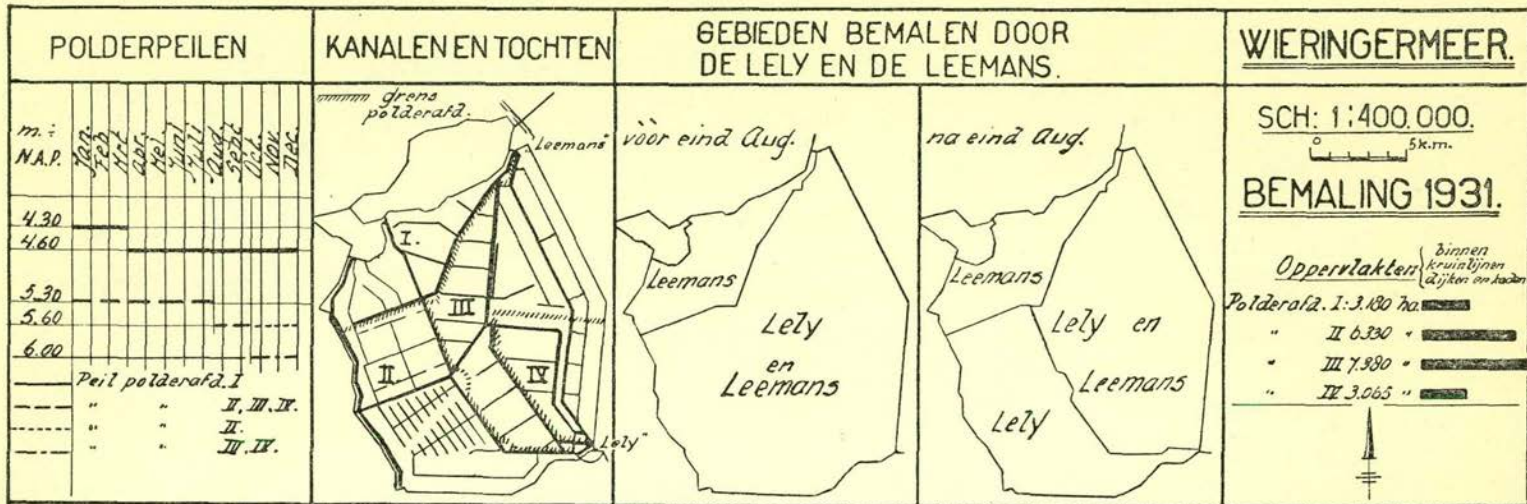 POLDERPEILEN
m. ÷
N.A.P.
Jan.
Feb
Mrt
apr.
Mei.
Juni
Juli
Aug.
Sept
Oct.
Nov.
Dec.
4.30
4.60
5.30
5.60
6.00
Peil polderafd. I
" " II, III, IV.
" " II.
" " III. IV.
KANALEN EN TOCHTEN
grens
polderafd.
Leemans"
I.
III
II
IV
Lely"
GEBIEDEN BEMALEN DOOR
DE LELY EN DE LEEMANS.
vóór eind Aug.
Leemans
Lely
en
Leemans
na eind Aug.
Leemans
Lely en
Leemans
Lely
WIERINGERMEER.
SCH: 1:400.000.
0 5k.m.
BEMALING 1931.
Oppervlakten { binnen
kruinlijnen
dijken en kaden
Polderafd. I: 3.180 ha.
" II 6330 "
" III 7.980 "
" IV 3.065 "